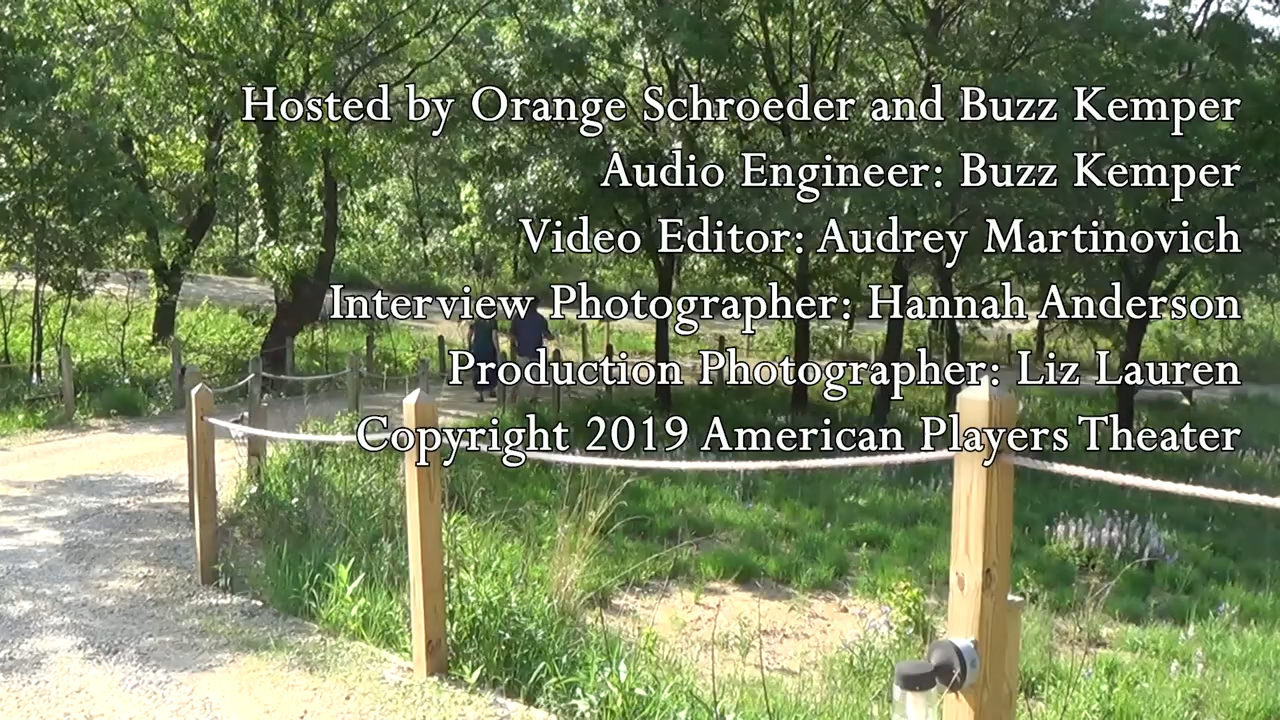 Hosted by Orange Schroeder and Buzz Kemper
Audio Engineer: Buzz Kemper
Video Editor: Audrey Martinovich
Interview Photographer: Hannah Anderson
Production Photographer: Liz Lauren
Copyright 2019 American Players Theater